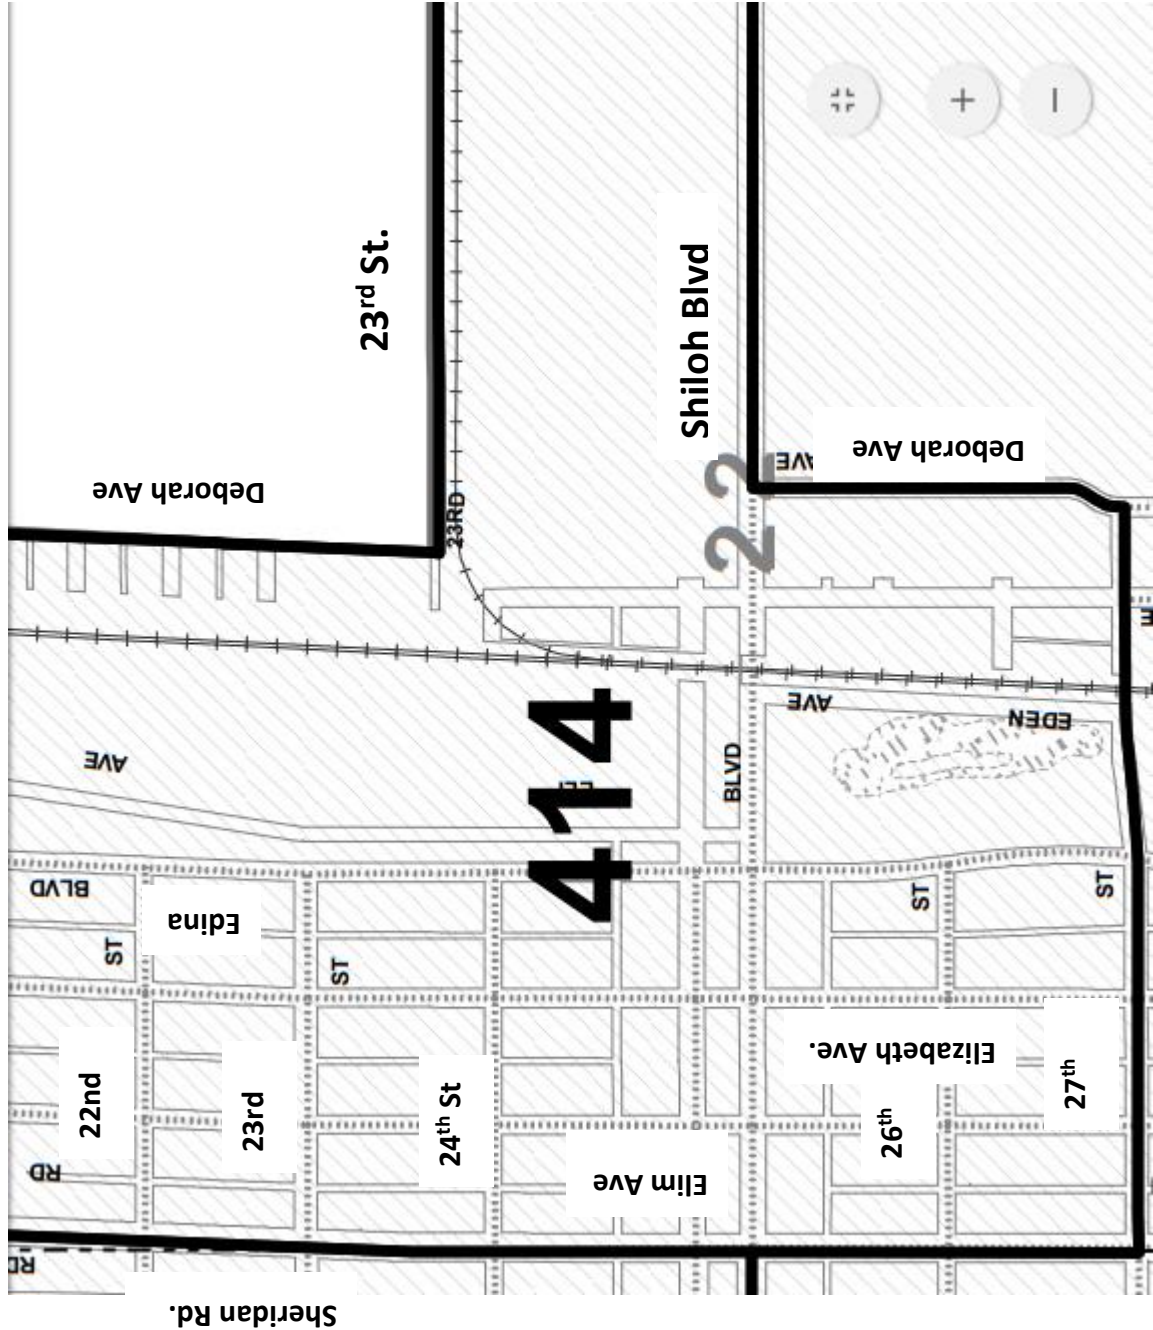 Deborah Ave
23rd St.
Shiloh Blvd
Deborah Ave
AVE
23RD
22
AVE
414
AVE
EDEN
BLVD
BLVD
Edina
ST
ST
ST
ST
22nd
23rd
24th St
Elizabeth Ave.
26th
27th
RD
Elim Ave
RD
Sheridan Rd.